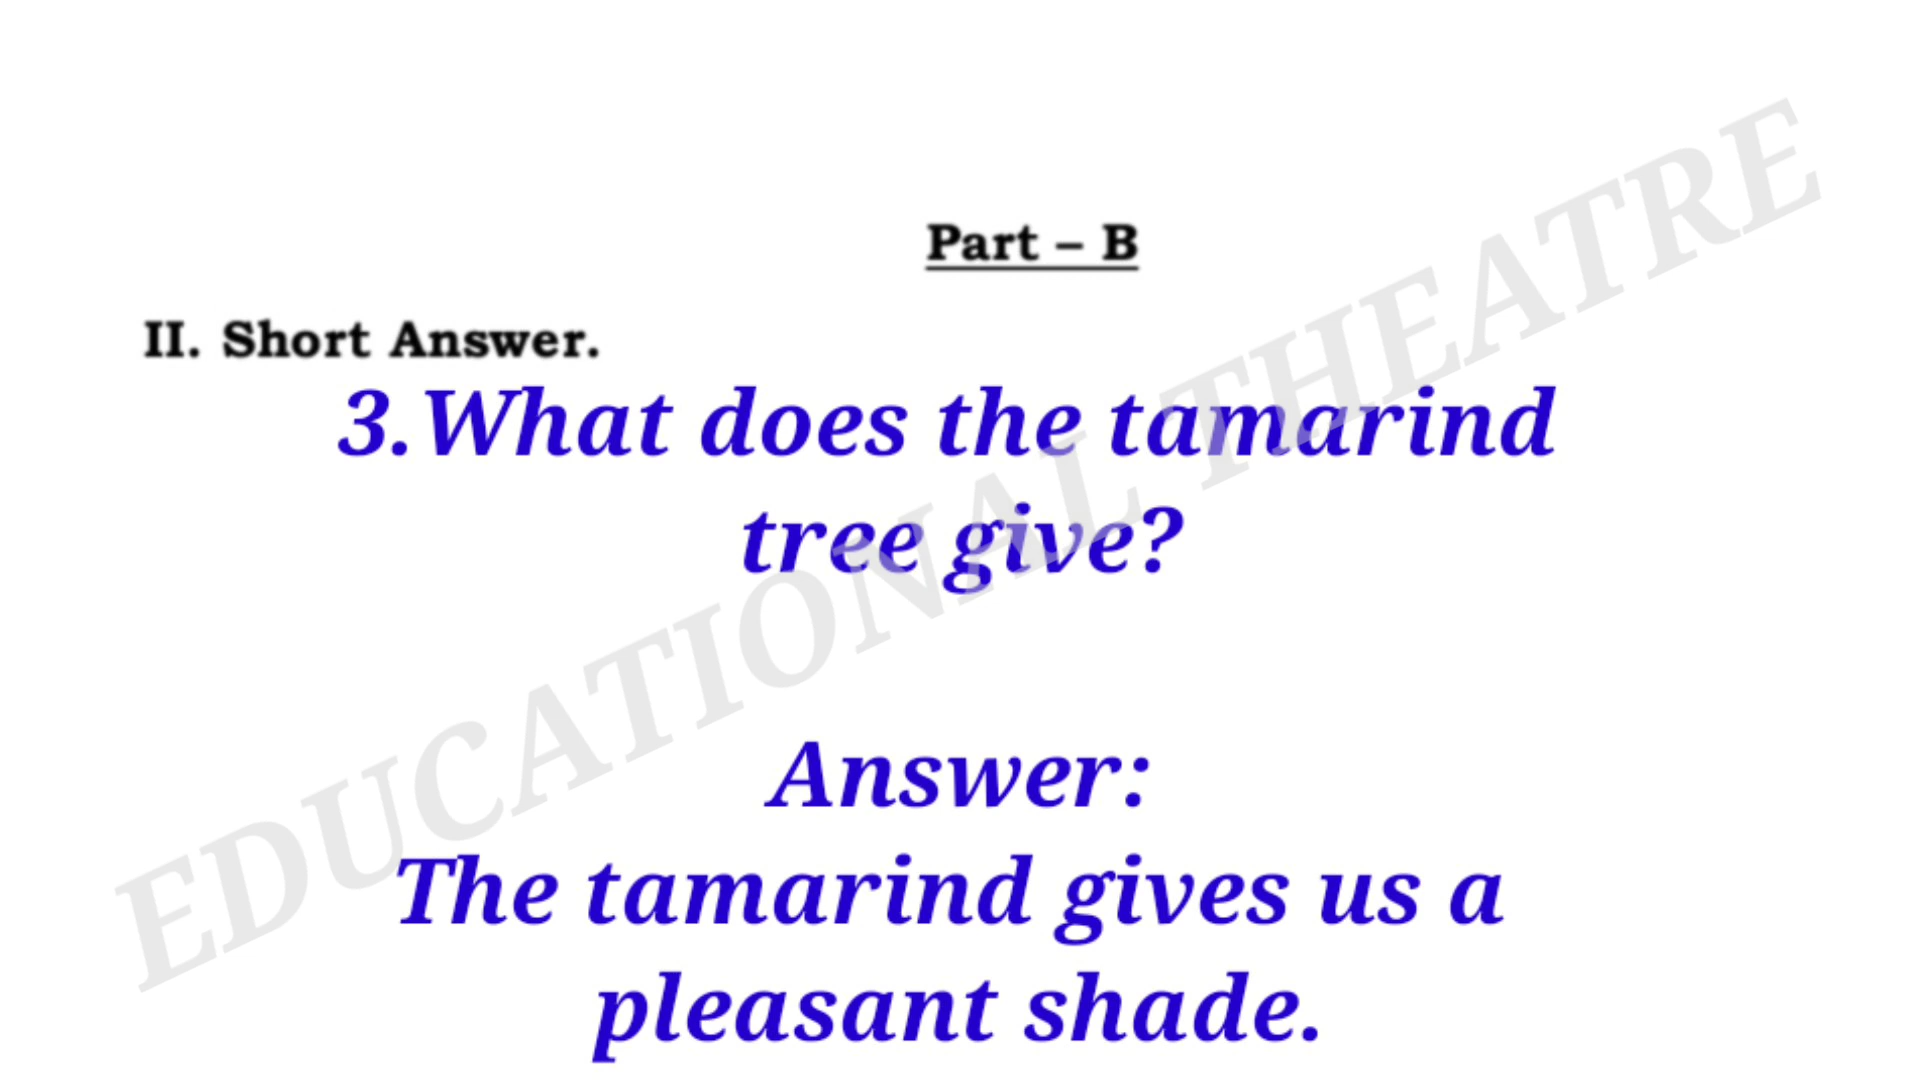 Part – B
II. Short Answer.
3.What does the tamarind
tree give?
Answer:
The tamarind gives us a
pleasant shade.
EDUCATIONAL THEATRE